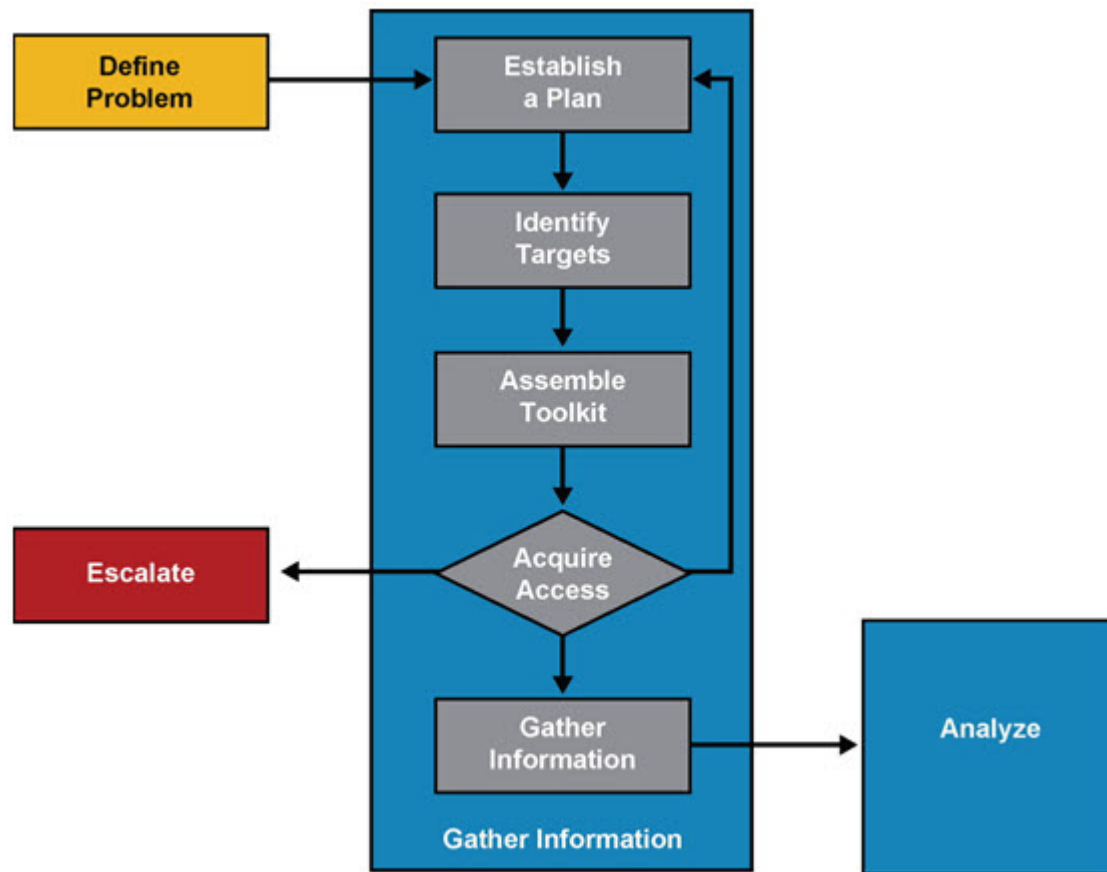 Define
Problem
Establish
a Plan
Identify
Targets
Assemble
Toolkit
Acquire
Access
Escalate
Gather
Information
Analyze
Gather Information